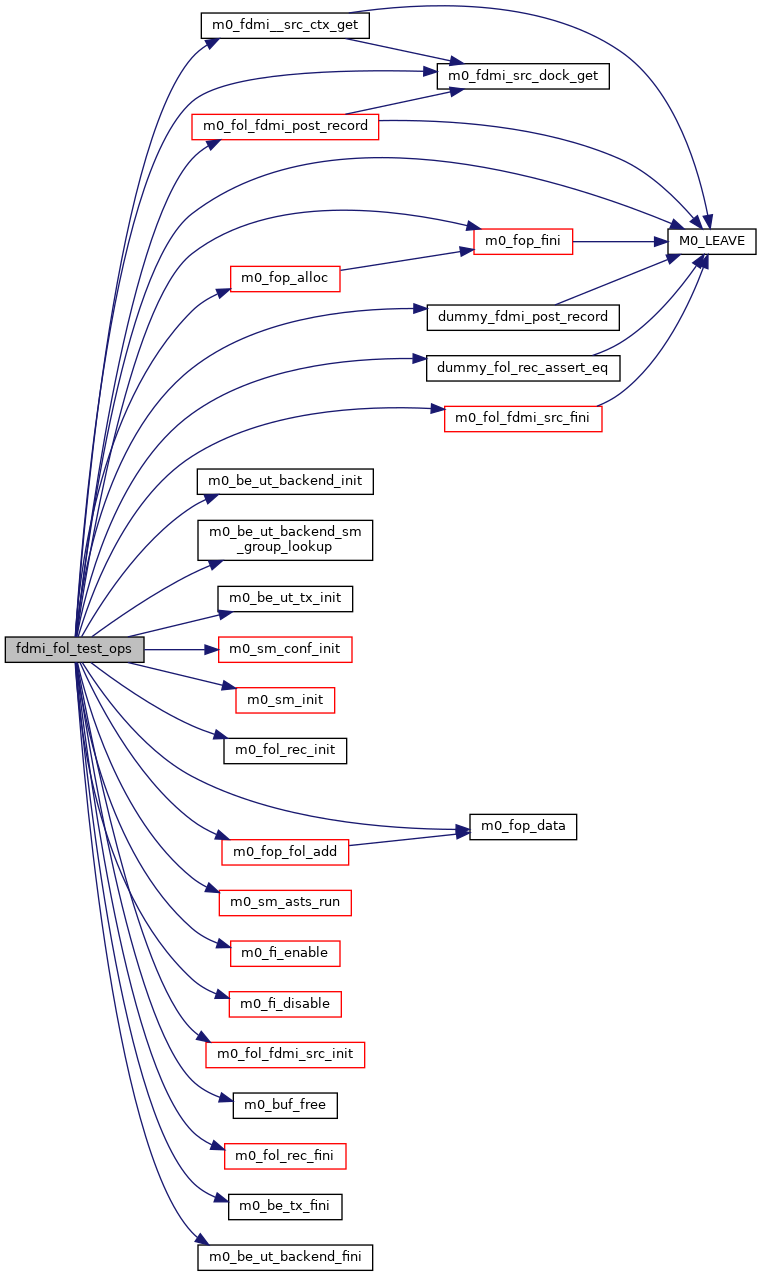 m0_fdmi__src_ctx_get
m0_fdmi_src_dock_get
m0_fol_fdmi_post_record
m0_fop_fini
M0_LEAVE
m0_fop_alloc
dummy_fdmi_post_record
dummy_fol_rec_assert_eq
m0_fol_fdmi_src_fini
m0_be_ut_backend_init
m0_be_ut_backend_sm
_group_lookup
m0_be_ut_tx_init
fdmi_fol_test_ops
m0_sm_conf_init
m0_sm_init
m0_fol_rec_init
m0_fop_data
m0_fop_fol_add
m0_sm_asts_run
m0_fi_enable
m0_fi_disable
m0_fol_fdmi_src_init
m0_buf_free
m0_fol_rec_fini
m0_be_tx_fini
m0_be_ut_backend_fini